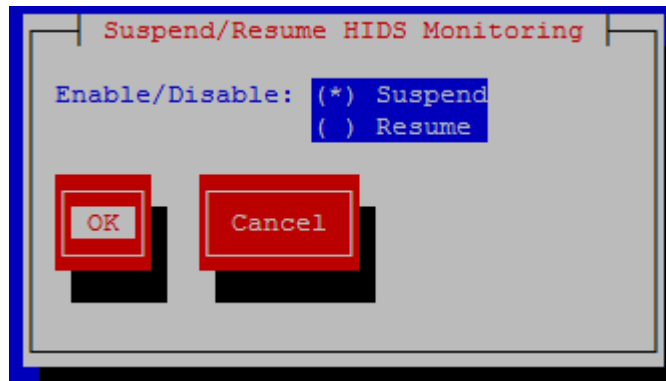 Suspend/Resume HIDS Monitoring
Enable/Disable: (*) Suspend
( ) Resume
OK Cancel